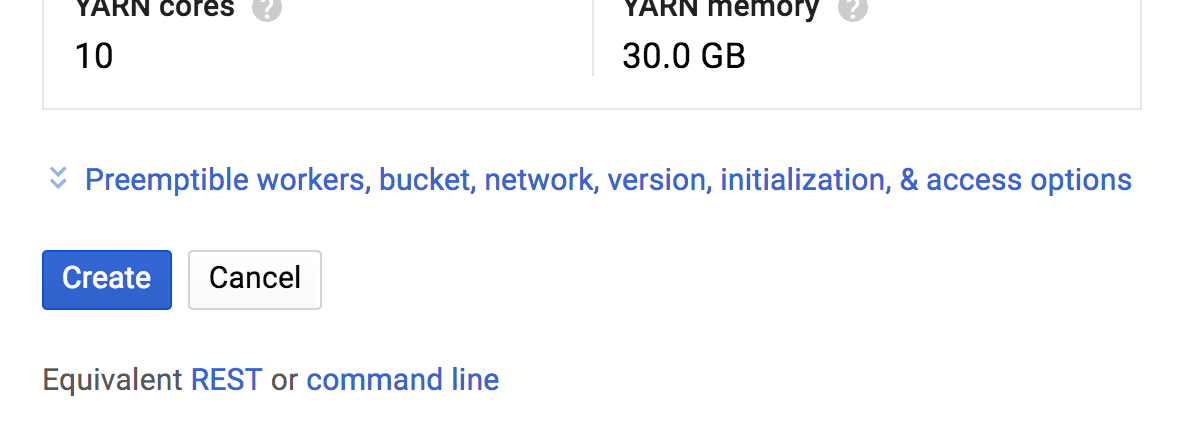 YARN cores ? YARN memory ?
10 30.0 GB
Preemptible workers, bucket, network, version, initialization, & access options
Create Cancel
Equivalent REST or command line